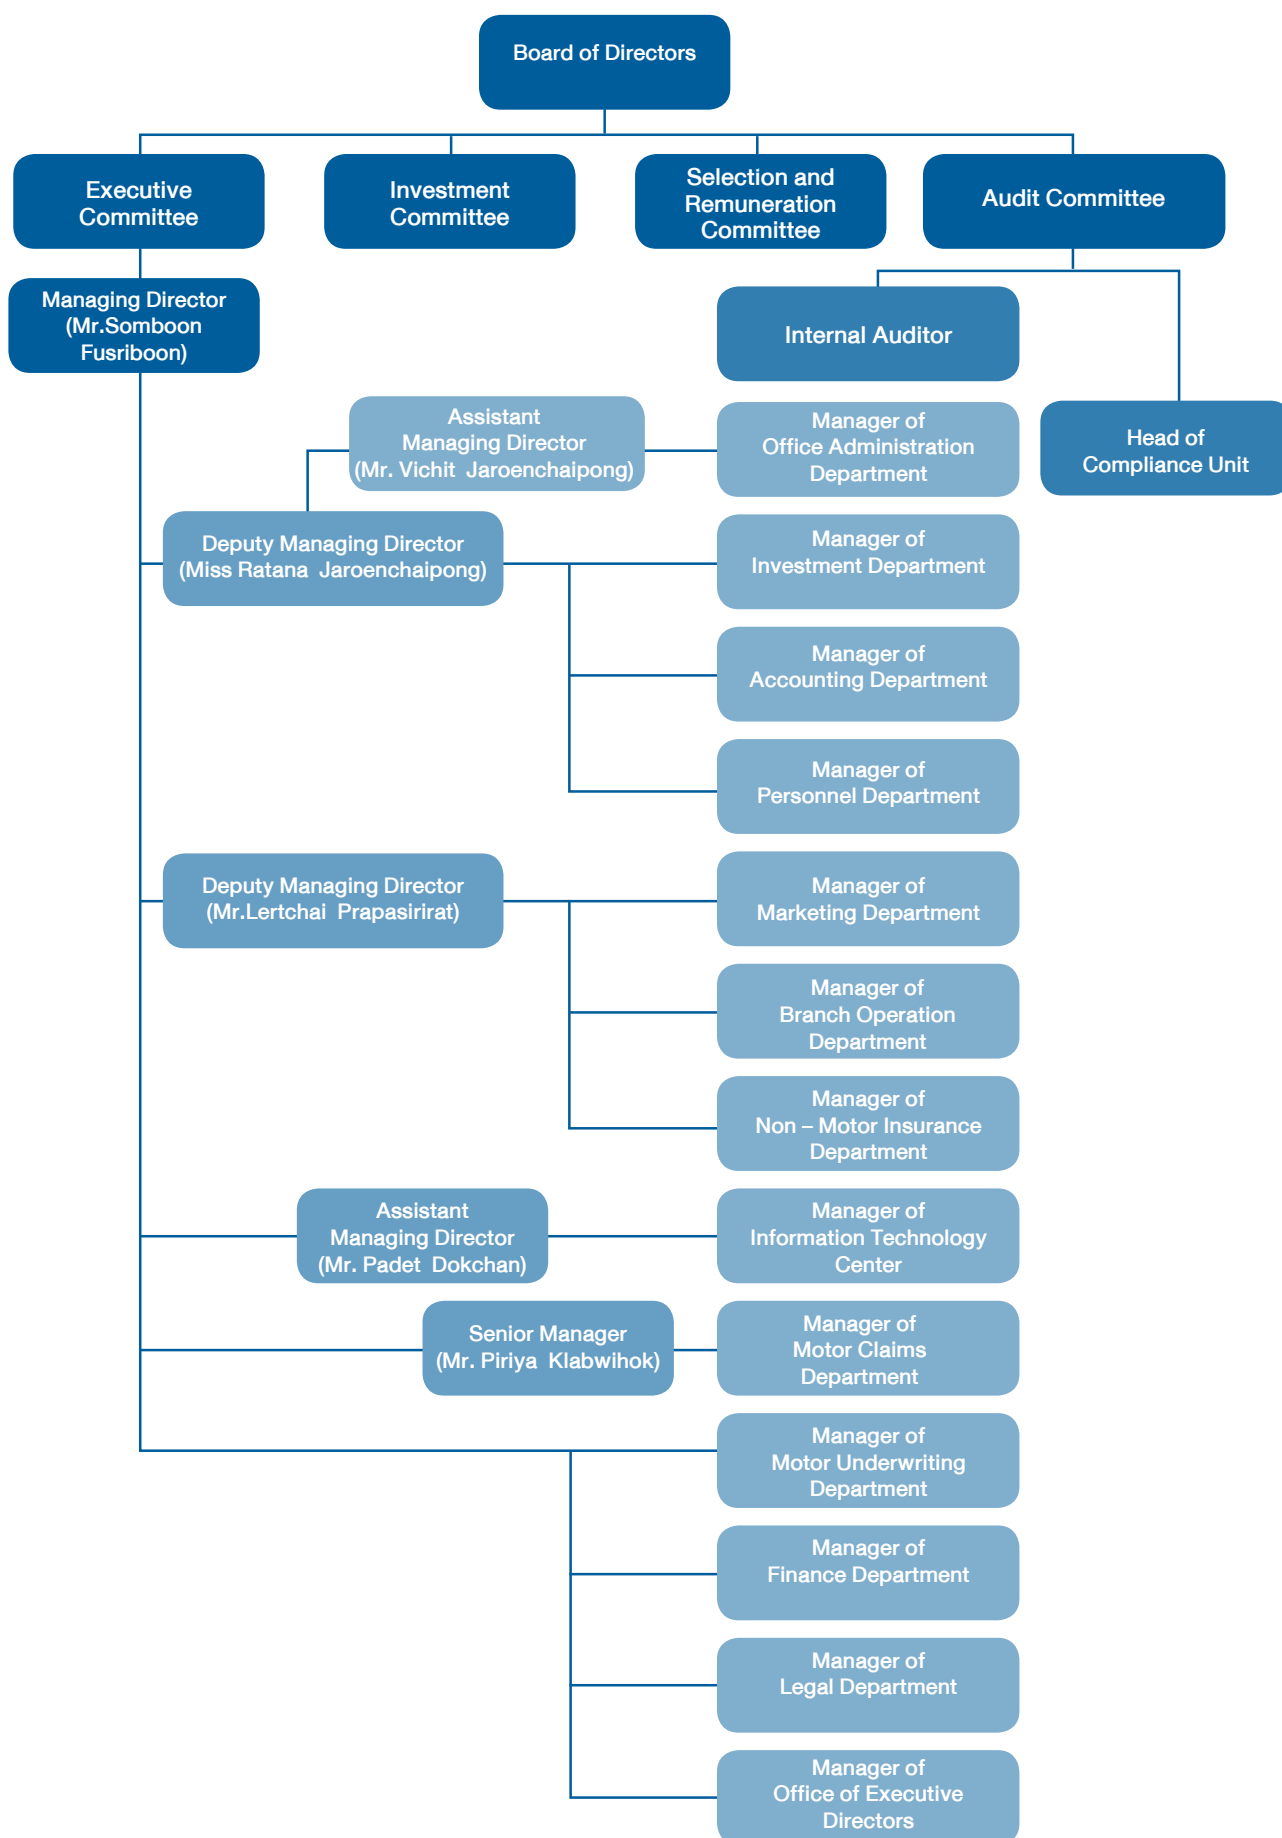 Board of Directors
Executive
Committee
Investment
Committee
Selection and
Remuneration
Committee
Audit Committee
Managing Director
(Mr.Somboon
Fusriboon)
Internal Auditor
Assistant
Managing Director
(Mr. Vichit  Jaroenchaipong)
Manager of
Office Administration
Department
Head of
Compliance Unit
Deputy Managing Director
(Miss Ratana  Jaroenchaipong)
Manager of
Investment Department
Manager of
Accounting Department
Manager of
Personnel Department
Deputy Managing Director
(Mr.Lertchai  Prapasirirat)
Manager of
Marketing Department
Manager of
Branch Operation
Department
Manager of
Non – Motor Insurance
Department
Assistant
Managing Director
(Mr. Padet  Dokchan)
Manager of
Information Technology
Center
Senior Manager
(Mr. Piriya  Klabwihok)
Manager of
Motor Claims
Department
Manager of
Motor Underwriting
Department
Manager of
Finance Department
Manager of
Legal Department
Manager of
Office of Executive
Directors